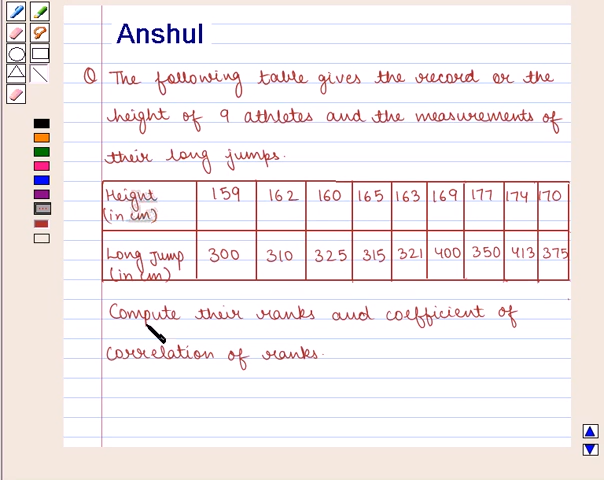 Anshul
Q The following table gives the record or the
height of 9 athletes and the measurements of
their long jumps.
Height 159 162 160 165 163 169 177 174 170
(in cm)
Long Jump 300 310 325 315 321 400 350 413 375
(in cm)
Compute their ranks and coefficient of
correlation of ranks.